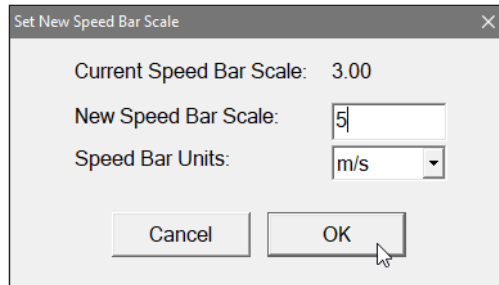 Set New Speed Bar Scale
Current Speed Bar Scale: 3.00
New Speed Bar Scale: 5
Speed Bar Units: m/s
Cancel OK